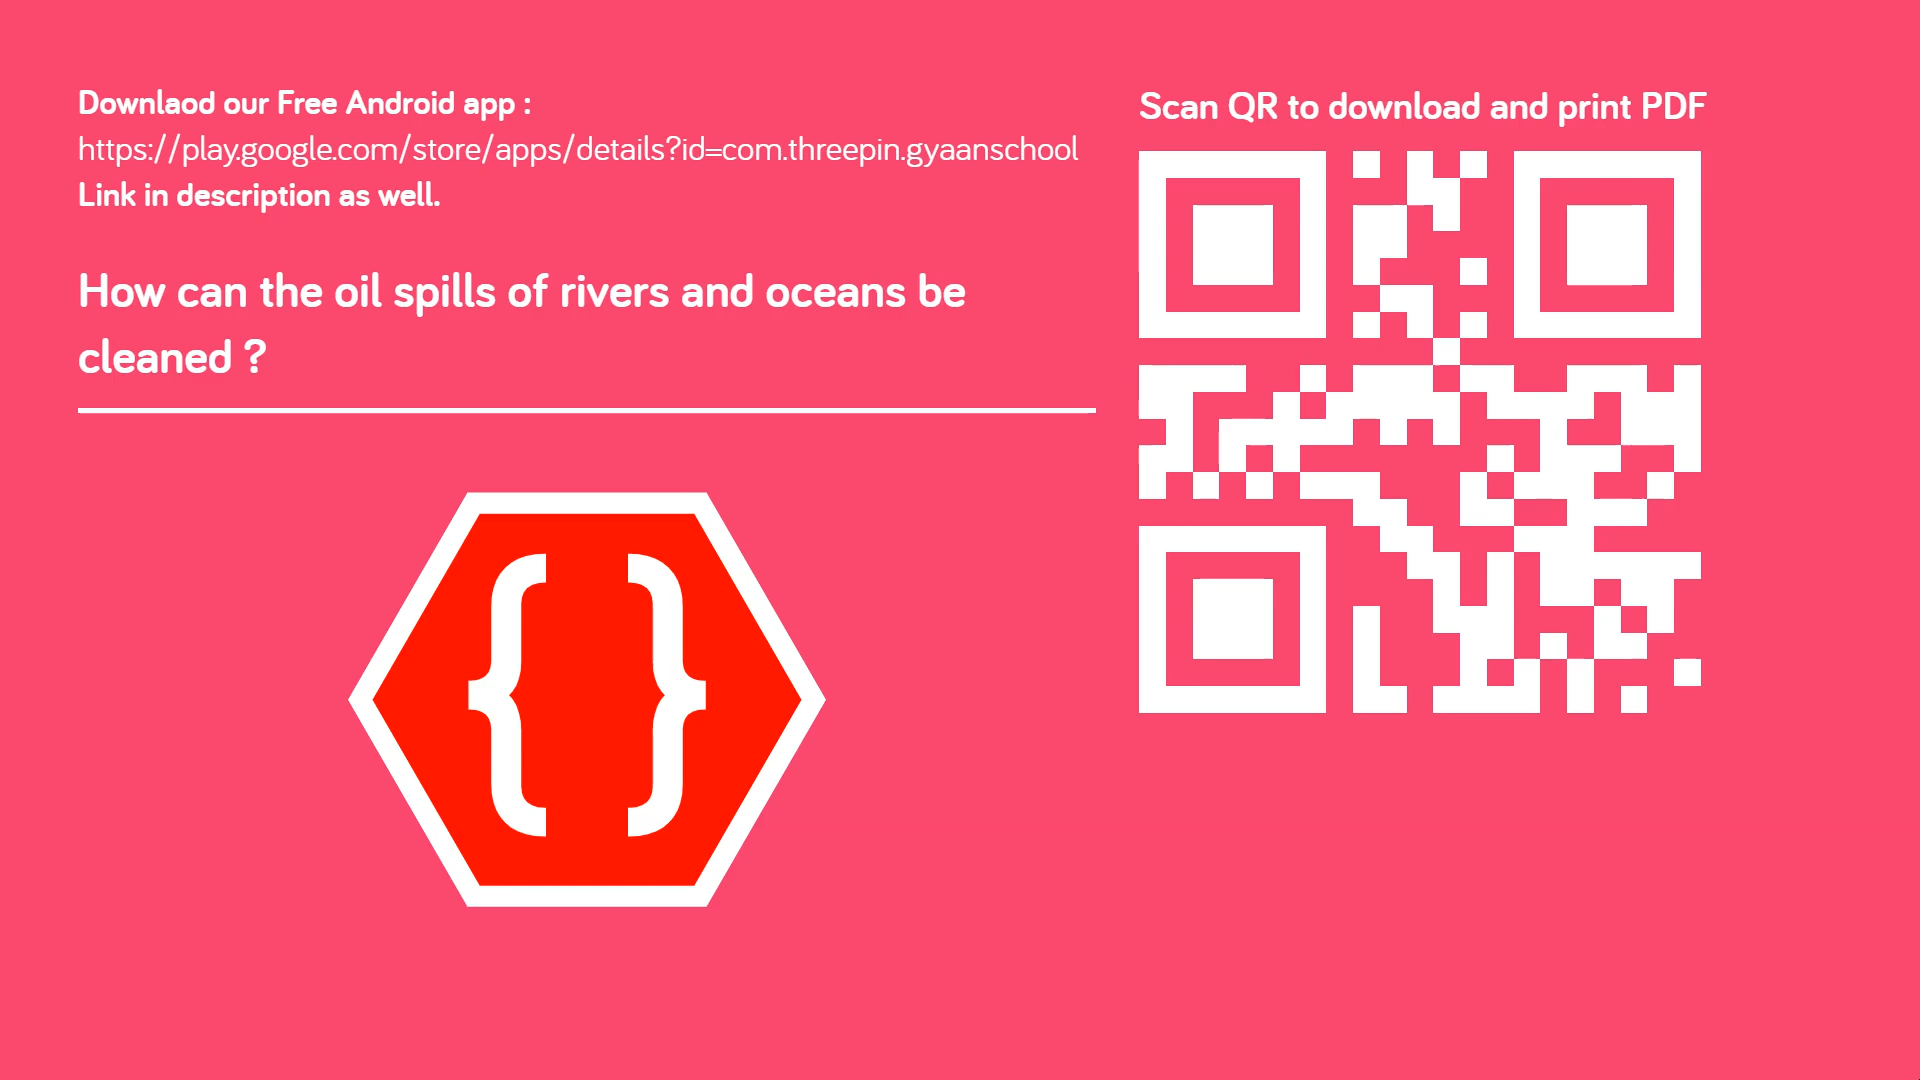 Downlaod our Free Android app :
https://play.google.com/store/apps/details?id=com.threepin.gyaanschool
Link in description as well.
How can the oil spills of rivers and oceans be
cleaned ?
{ }
Scan QR to download and print PDF